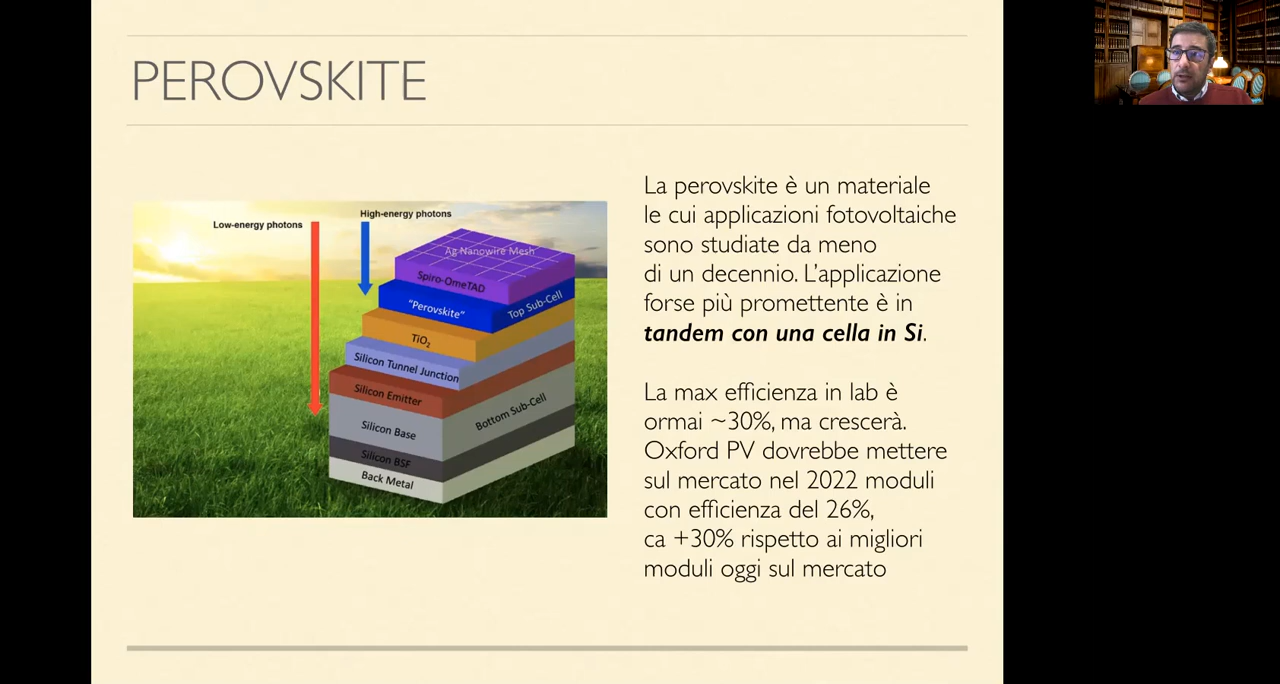 PEROVSKITE
Low-energy photons
High-energy photons
Ag Nanowire Mesh
Spiro-OmeTAD
"Perovskite"
Top Sub-Cell
TiO₂
Silicon Tunnel Junction
Silicon Emitter
Silicon Base
Bottom Sub-Cell
Silicon BSF
Back Metal
La perovskite è un materiale
le cui applicazioni fotovoltaiche
sono studiate da meno
di un decennio. L’applicazione
forse più promettente è in
tandem con una cella in Si.
La max efficienza in lab è
ormai ~30%, ma crescerà.
Oxford PV dovrebbe mettere
sul mercato nel 2022 moduli
con efficienza del 26%,
ca +30% rispetto ai migliori
moduli oggi sul mercato